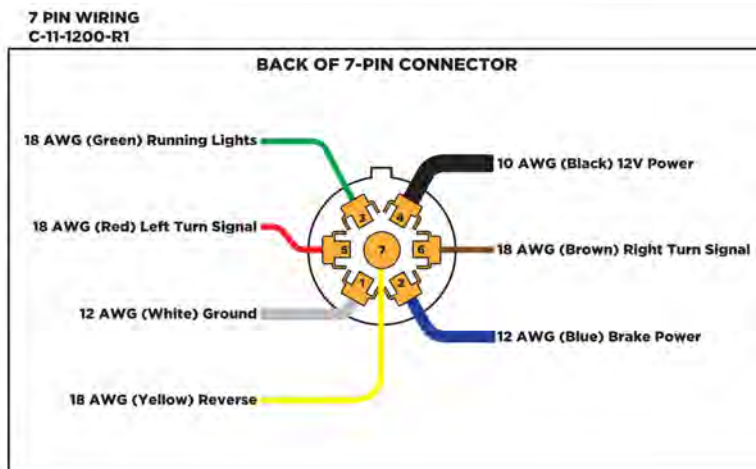 7 PIN WIRING
C-11-1200-R1
BACK OF 7-PIN CONNECTOR
18 AWG (Green) Running Lights
10 AWG (Black) 12V Power
3
4
18 AWG (Red) Left Turn Signal
5
7
6
18 AWG (Brown) Right Turn Signal
1
2
12 AWG (White) Ground
12 AWG (Blue) Brake Power
18 AWG (Yellow) Reverse